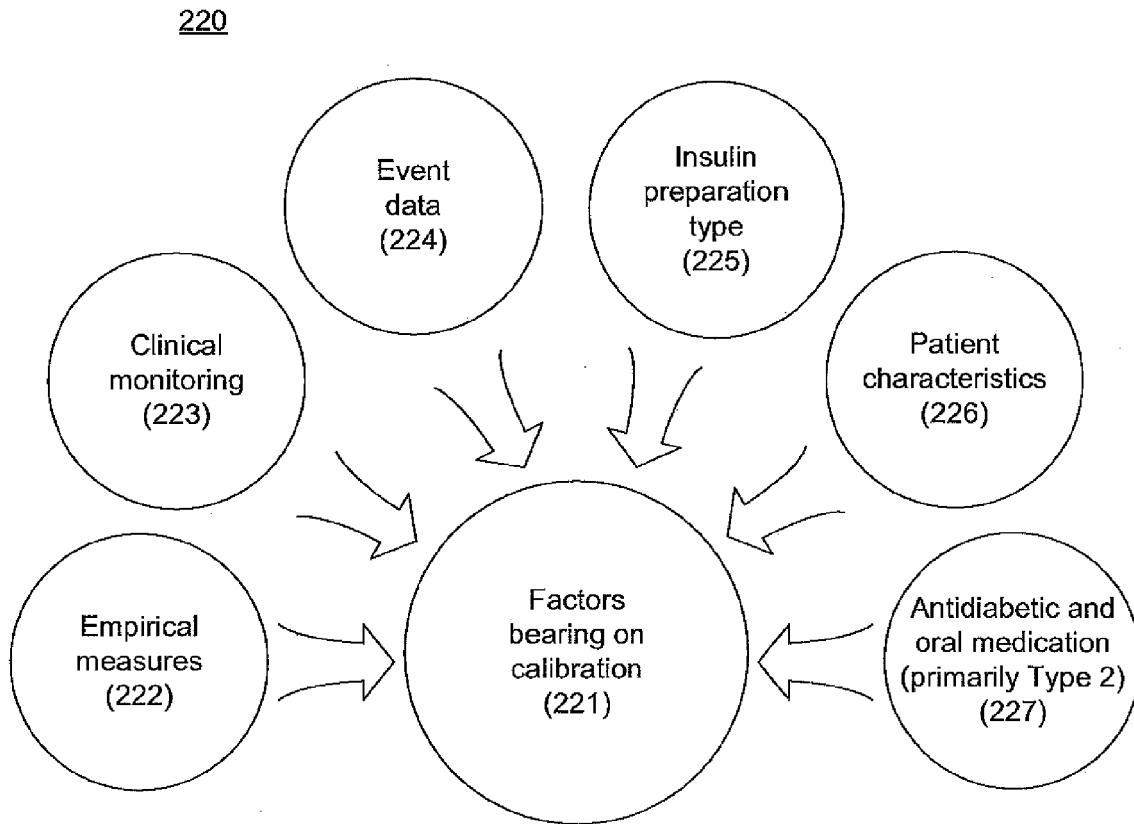 220
Event
data
(224)
Insulin
preparation
type
(225)
Clinical
monitoring
(223)
Patient
characteristics
(226)
Empirical
measures
(222)
Factors
bearing on
calibration
(221)
Antidiabetic and
oral medication
(primarily Type 2)
(227)